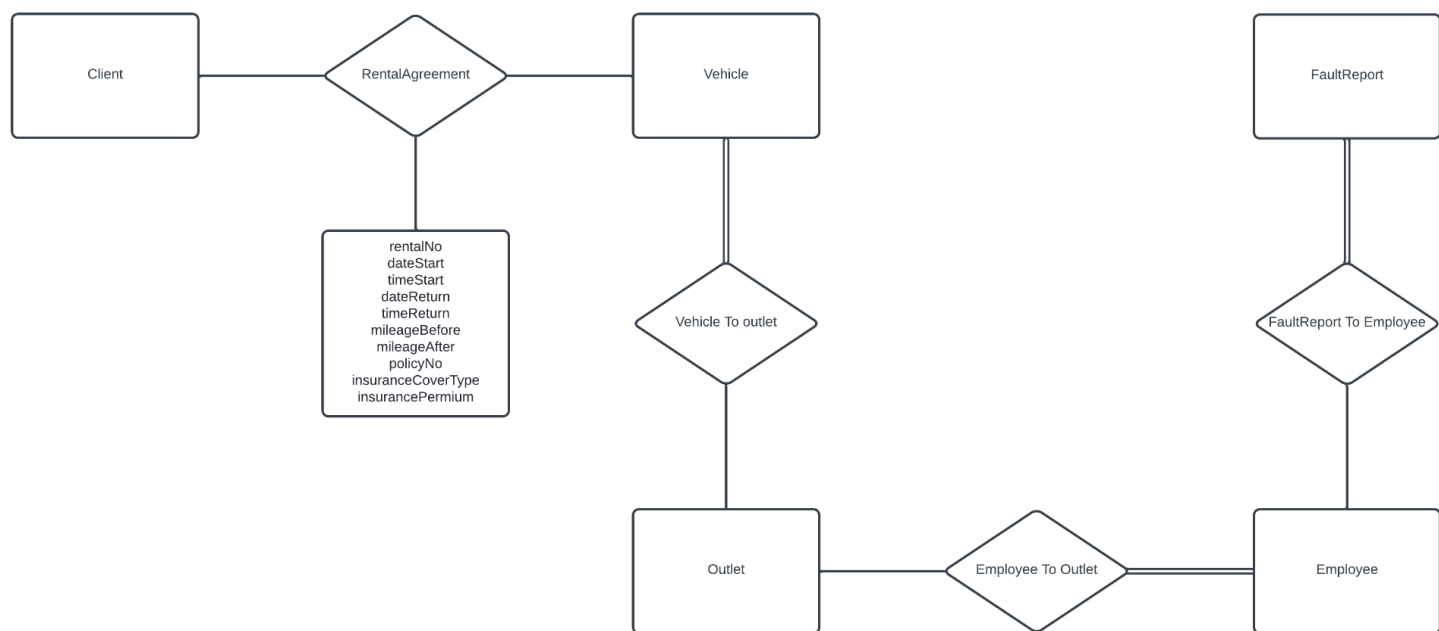 Client
RentalAgreement
Vehicle
FaultReport
rentalNo
dateStart
timeStart
dateReturn
timeReturn
mileageBefore
mileageAfter
policyNo
insuranceCoverType
insurancePermium
Vehicle To outlet
FaultReport To Employee
Outlet
Employee To Outlet
Employee